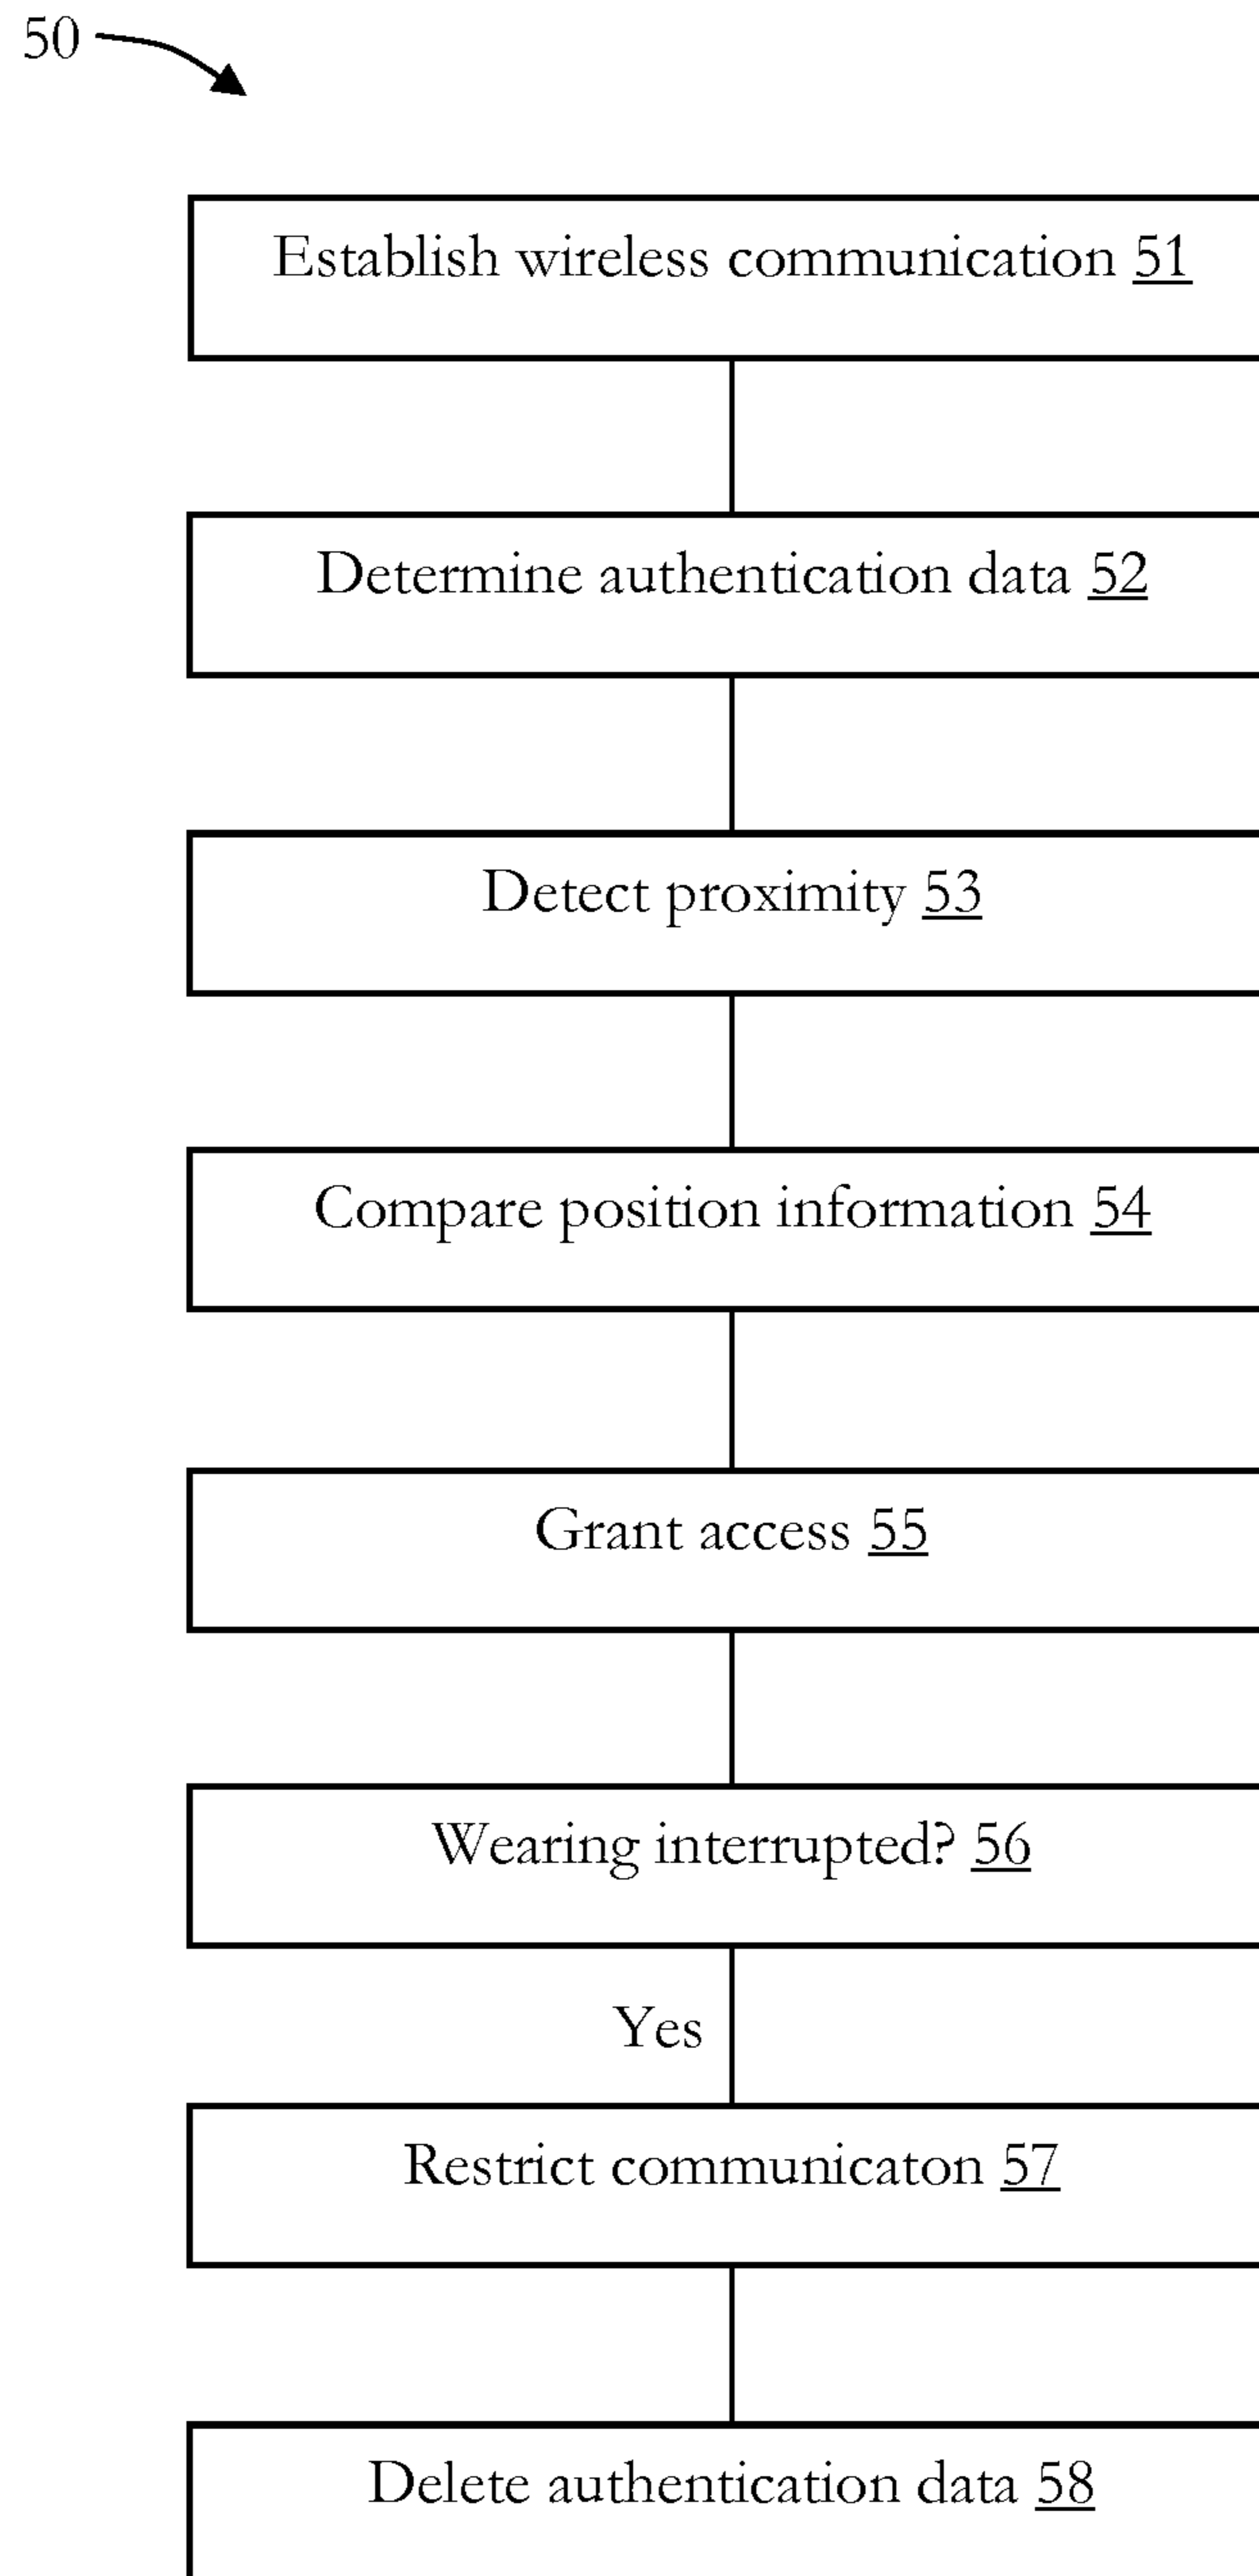 50
Establish wireless communication 51
Determine authentication data 52
Detect proximity 53
Compare position information 54
Grant access 55
Wearing interrupted? 56
Yes
Restrict communicaton 57
Delete authentication data 58